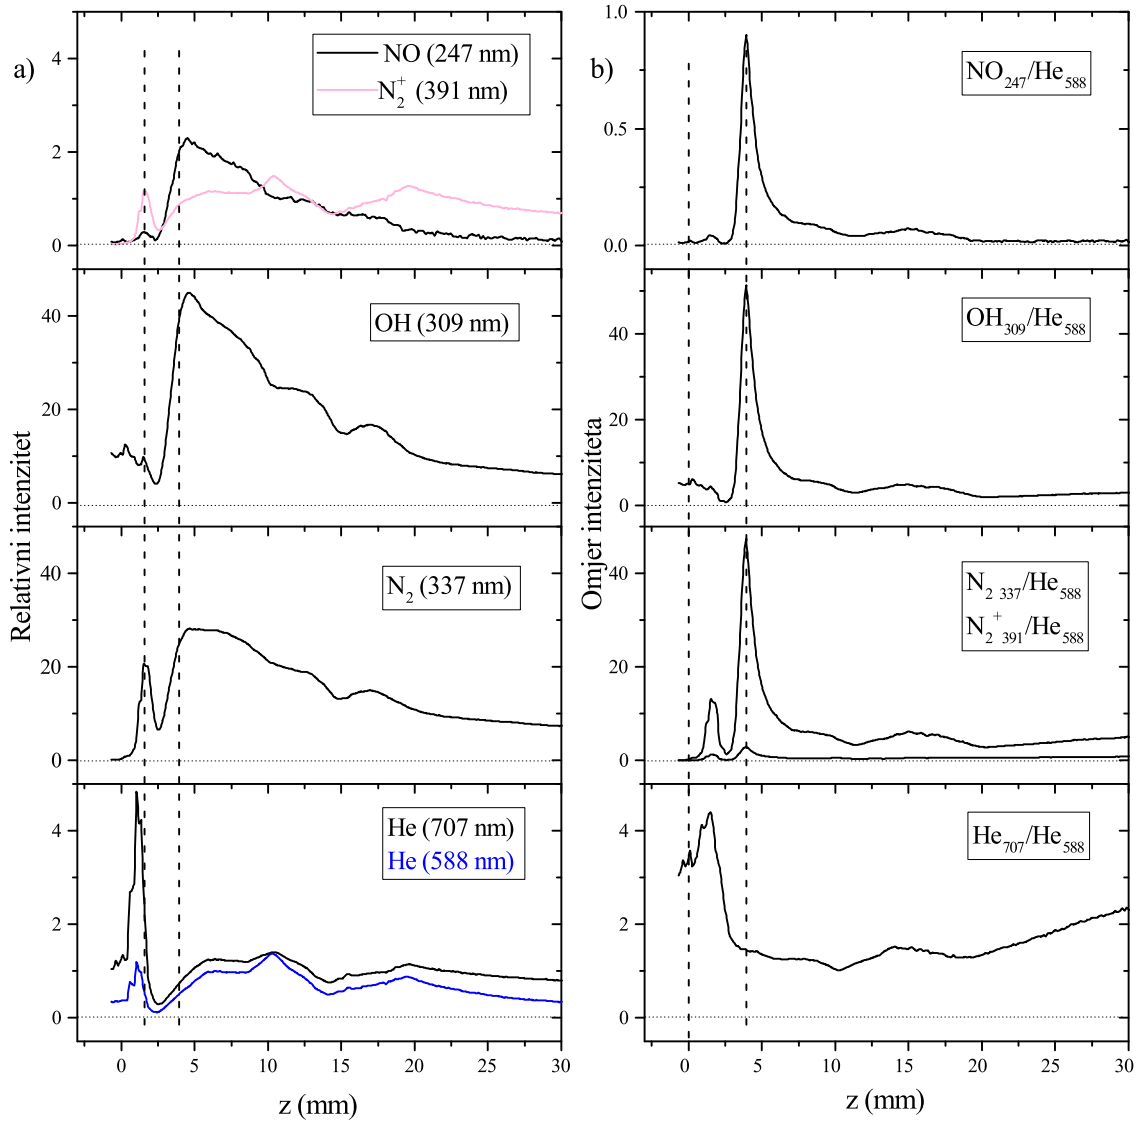 a)
NO (247 nm)
N₂⁺ (391 nm)
4
2
0
OH (309 nm)
40
20
0
N₂ (337 nm)
40
20
0
He (707 nm)
He (588 nm)
4
2
0
0 5 10 15 20 25 30
z (mm)
Relativni intenzitet
b)
NO₂₄₇/He₅₈₈
1.0
0.5
0.0
OH₃₀₉/He₅₈₈
40
20
0
N₂ ₃₃₇/He₅₈₈
N₂⁺₃₉₁/He₅₈₈
40
20
0
He₇₀₇/He₅₈₈
4
2
0
0 5 10 15 20 25 30
z (mm)
Omjer intenziteta